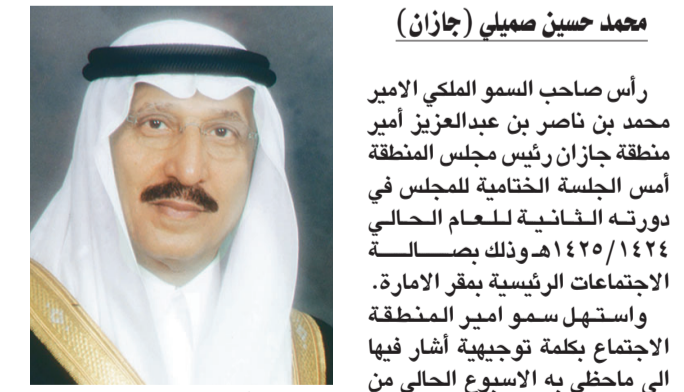 محمد حسين صميلي (جازان)
رأس صاحب السمو الملكي الامير
محمد بن ناصر بن عبدالعزيز أمير
منطقة جازان رئيس مجلس المنطقة
أمس الجلسة الختامية للمجلس في
دورته الثانية للعام الحالي
١٤٢٥/١٤٢٤هـ وذلك بصالة
الاجتماعات الرئيسية بمقر الامارة.
واستهل سمو امير المنطقة
الاجتماع بكلمة توجيهية أشار فيها
الى ماحظي به الاسبوع الحالي من